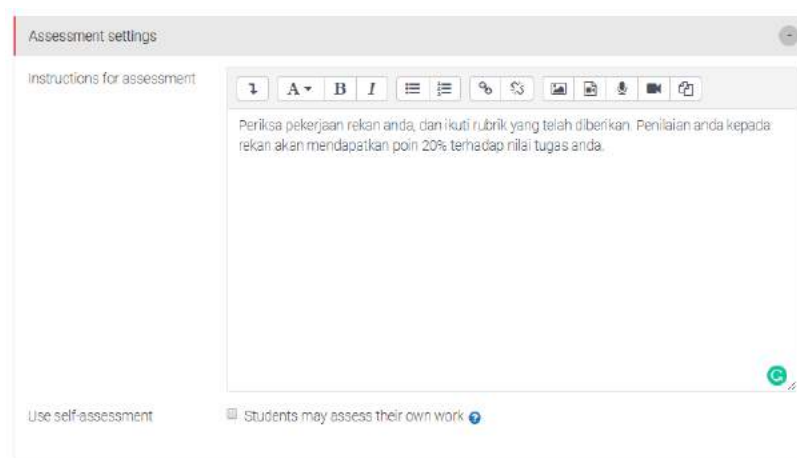 Assessment settings
Instructions for assessment
A B I
Periksa pekerjaan rekan anda, dan ikuti rubrik yang telah diberikan. Penilaian anda kepada
rekan akan mendapatkan poin 20% terhadap nilai tugas anda.
Use self-assessment
Students may assess their own work